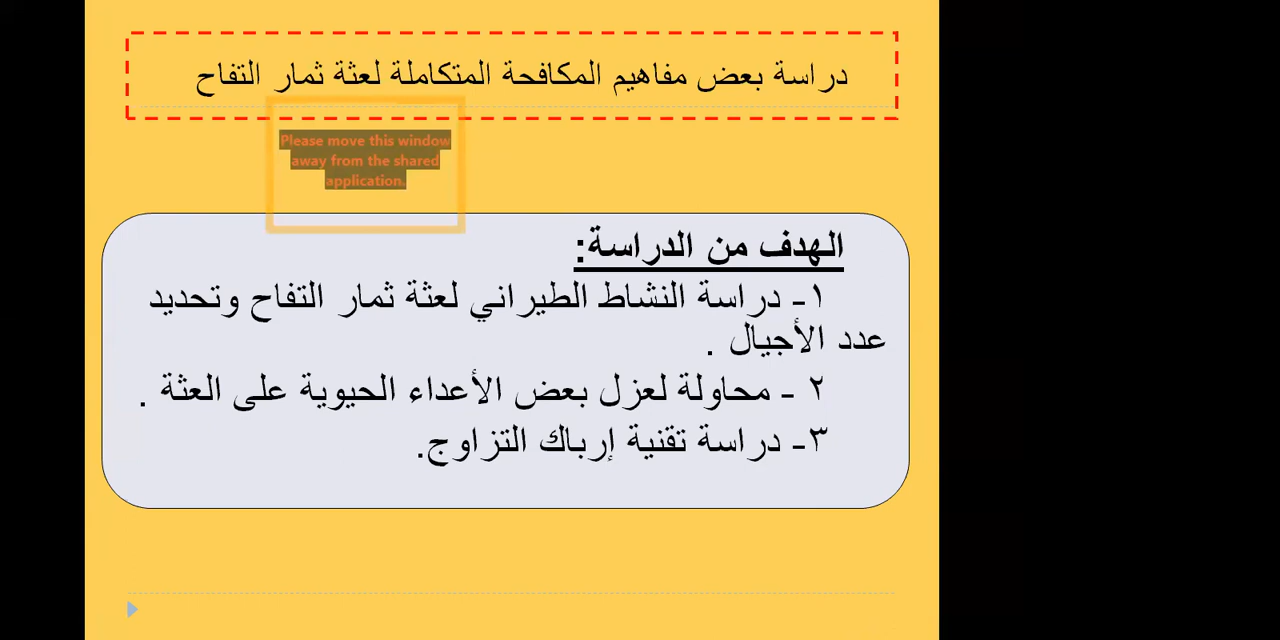 دراسة بعض مفاهيم المكافحة المتكاملة لعثة ثمار التفاح
Please move this window
away from the shared
application.
الهدف من الدراسة:
١- دراسة النشاط الطيراني لعثة ثمار التفاح وتحديد
عدد الأجيال .
٢ - محاولة لعزل بعض الأعداء الحيوية على العثة .
٣- دراسة تقنية إرباك التزاوج.